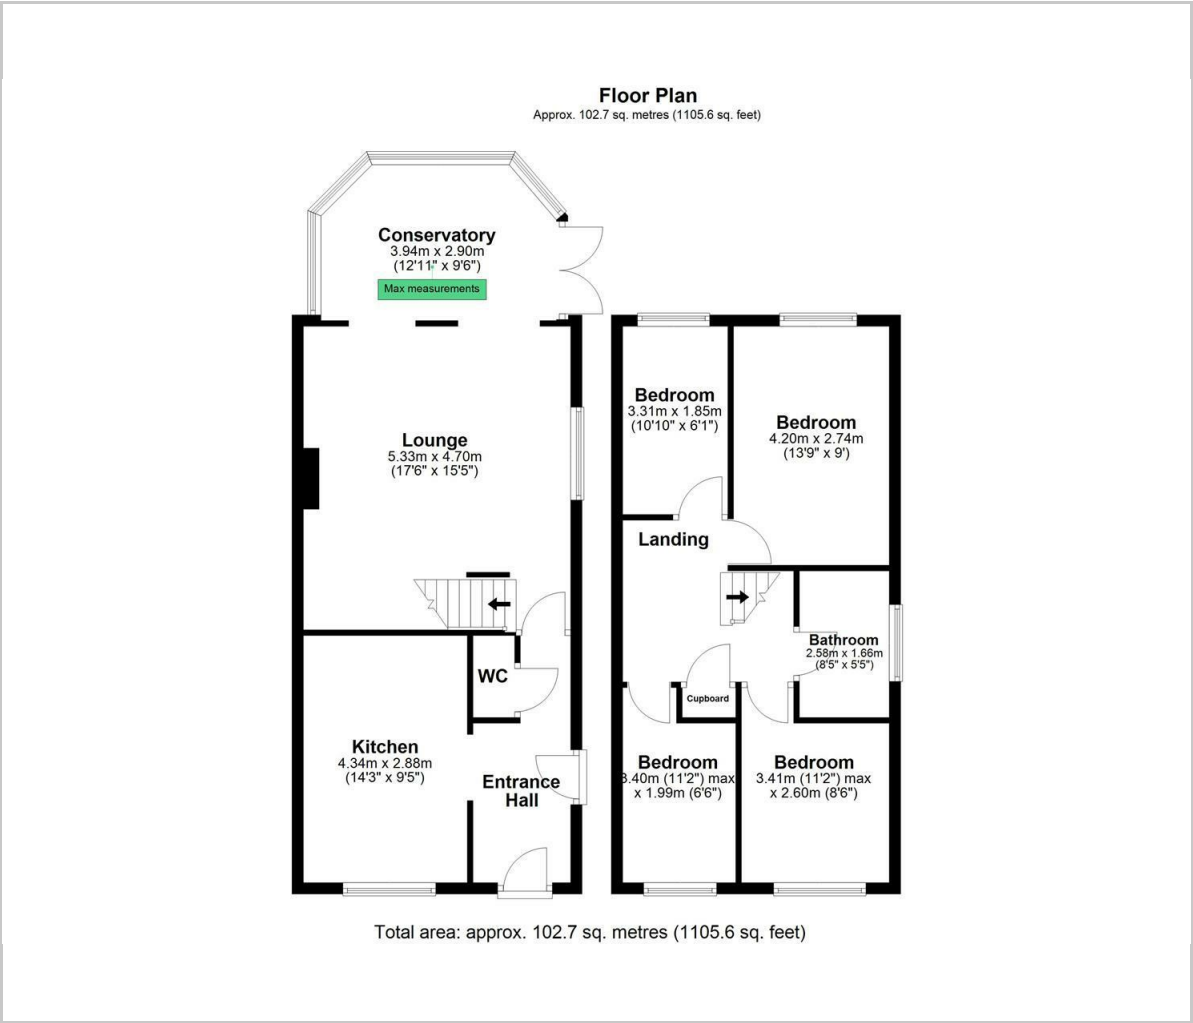 Floor Plan
Approx. 102.7 sq. metres (1105.6 sq. feet)
Conservatory
3.94m x 2.90m
(12'11" x 9'6")
Max measurements
Lounge
5.33m x 4.70m
(17'6" x 15'5")
WC
Kitchen
4.34m x 2.88m
(14'3" x 9'5")
Entrance
Hall
Bedroom
3.31m x 1.85m
(10'10" x 6'1")
Bedroom
4.20m x 2.74m
(13'9" x 9')
Landing
Bathroom
2.58m x 1.66m
(8'5" x 5'5")
Cupboard
Bedroom
3.40m (11'2") max
x 1.99m (6'6")
Bedroom
3.41m (11'2") max
x 2.60m (8'6")
Total area: approx. 102.7 sq. metres (1105.6 sq. feet)